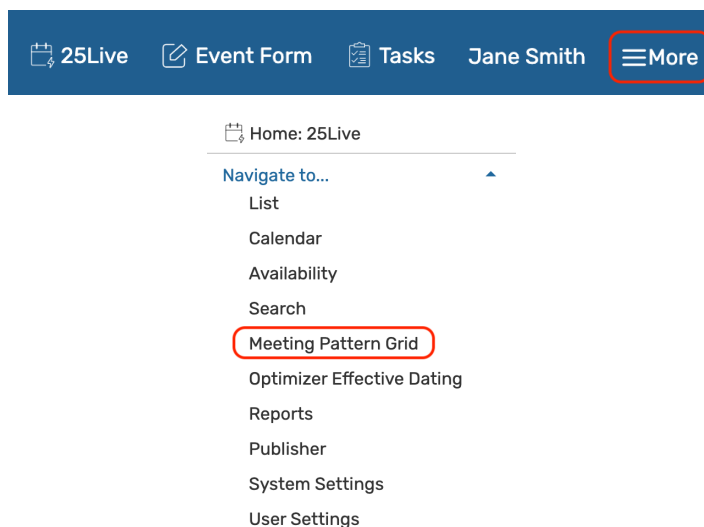 25Live Event Form Tasks Jane Smith More
Home: 25Live
Navigate to...
List
Calendar
Availability
Search
Meeting Pattern Grid
Optimizer Effective Dating
Reports
Publisher
System Settings
User Settings